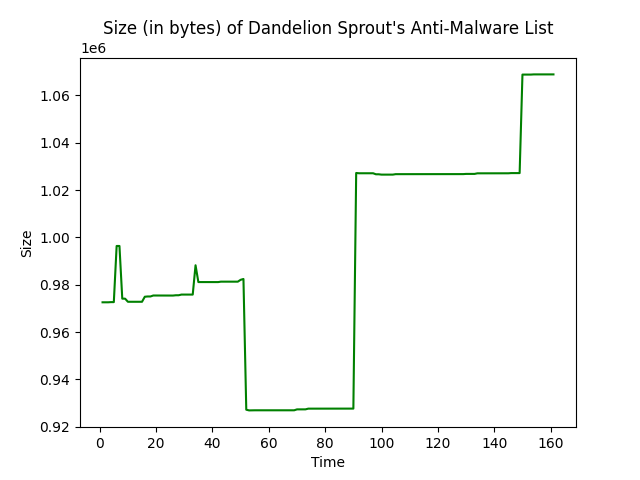 Size (in bytes) of Dandelion Sprout's Anti-Malware List
1e6
1.06
1.04
1.02
1.00
0.98
0.96
0.94
0.92
Size
0 20 40 60 80 100 120 140 160
Time